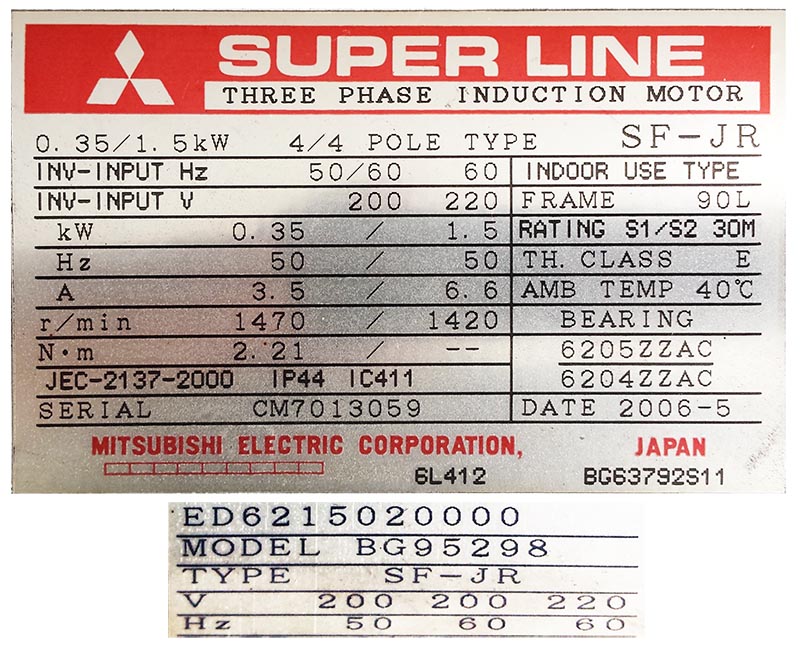 SUPER LINE
THREE PHASE INDUCTION MOTOR
0.35/1.5kW 4/4 POLE TYPE SF-JR
INV-INPUT Hz 50/60 60 INDOOR USE TYPE
INV-INPUT V 200 220 FRAME 90L
kW 0.35 / 1.5 RATING S1/S2 30M
Hz 50 / 50 TH. CLASS E
A 3.5 / 6.6 AMB TEMP 40℃
r/min 1470 / 1420 BEARING
N·m 2.21 / -- 6205ZZAC
JEC-2137-2000 IP44 IC411 6204ZZAC
SERIAL CM7013059 DATE 2006-5
MITSUBISHI ELECTRIC CORPORATION, JAPAN
6L412 BG63792S11
ED6215020000
MODEL BG95298
TYPE SF-JR
V 200 200 220
Hz 50 60 60